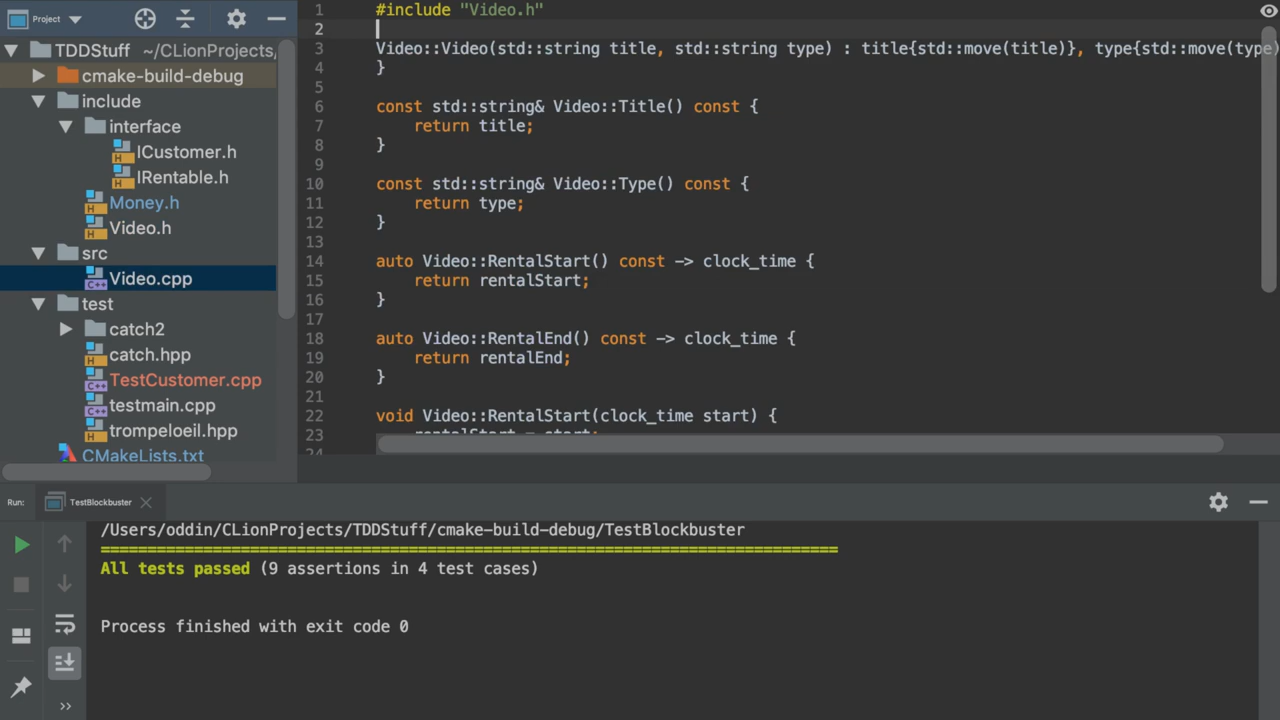 Project
TDDStuff ~/CLionProjects,
cmake-build-debug
include
interface
ICustomer.h
IRentable.h
Money.h
Video.h
src
Video.cpp
test
catch2
catch.hpp
TestCustomer.cpp
testmain.cpp
trompeloeil.hpp
CMakeLists.txt
1 #include "Video.h"
2
3 Video::Video(std::string title, std::string type) : title{std::move(title)}, type{std::move(type)
4 }
5
6 const std::string& Video::Title() const {
7 return title;
8 }
9
10 const std::string& Video::Type() const {
11 return type;
12 }
13
14 auto Video::RentalStart() const -> clock_time {
15 return rentalStart;
16 }
17
18 auto Video::RentalEnd() const -> clock_time {
19 return rentalEnd;
20 }
21
22 void Video::RentalStart(clock_time start) {
23 rentalStart = start;
24
Run: TestBlockbuster
/Users/oddin/CLionProjects/TDDStuff/cmake-build-debug/TestBlockbuster
===============================================================================
All tests passed (9 assertions in 4 test cases)
Process finished with exit code 0